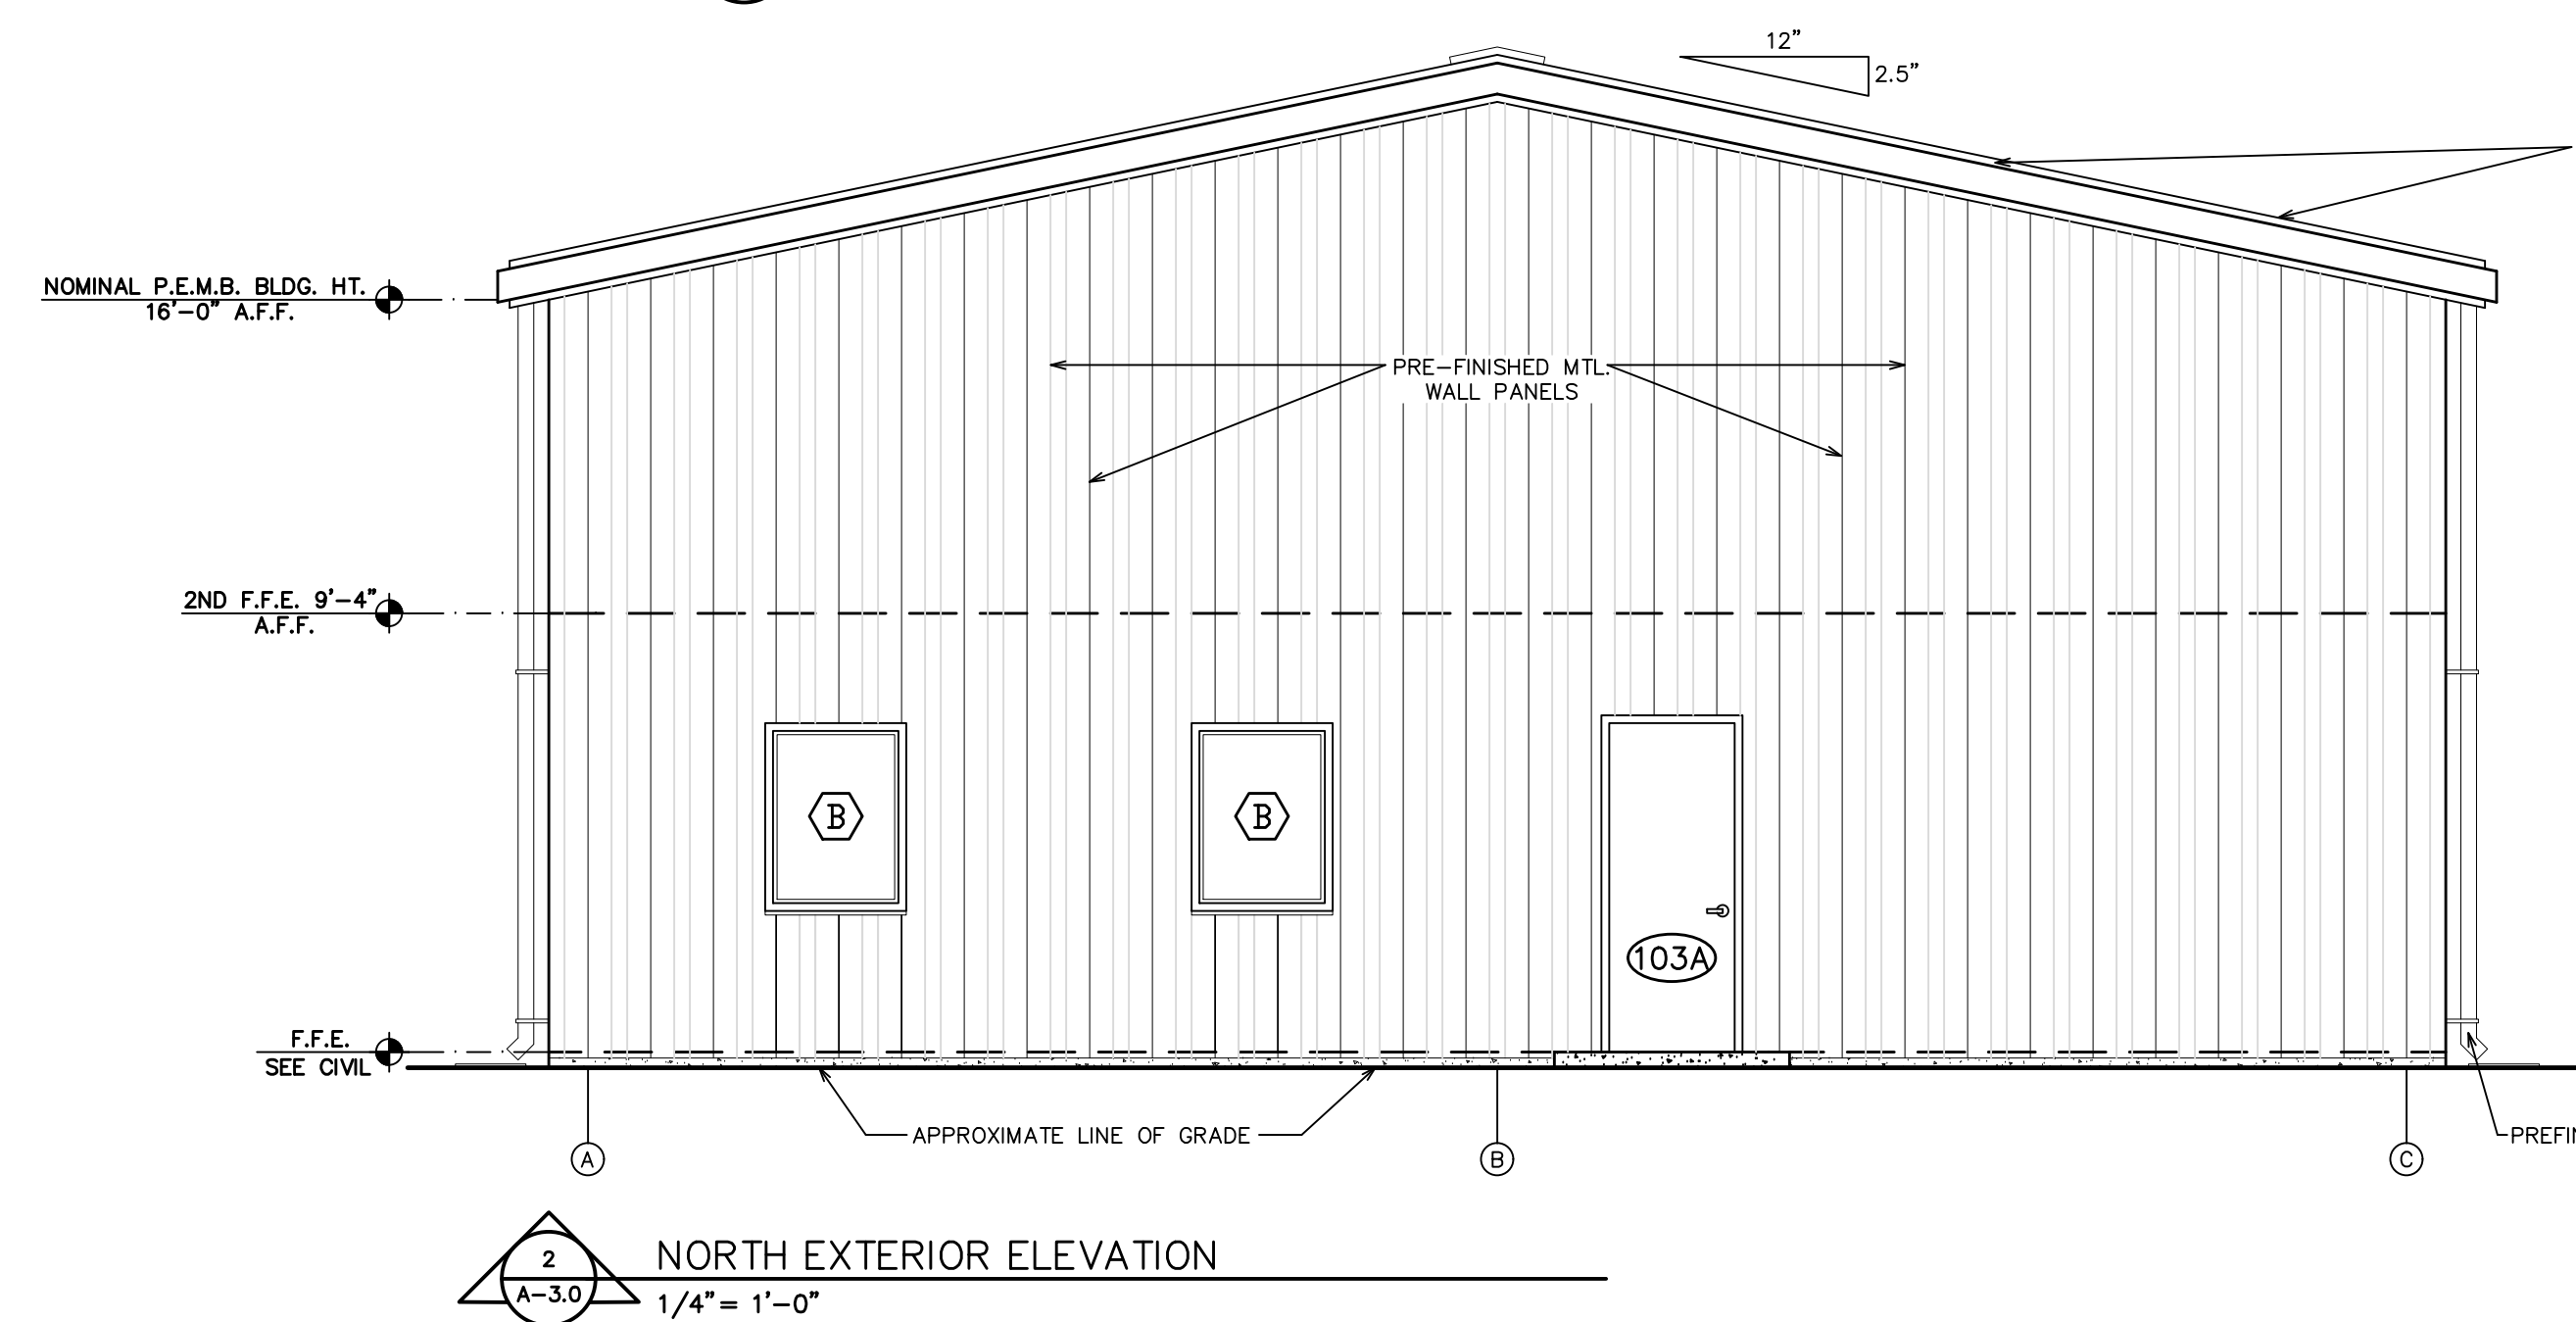 12”
2.5”
NOMINAL P.E.M.B. BLDG. HT.
16’-0” A.F.F.
PRE-FINISHED MTL.
WALL PANELS
2ND F.F.E. 9’-4”
A.F.F.
B
B
103A
F.F.E.
SEE CIVIL
APPROXIMATE LINE OF GRADE
A
B
C
2
A-3.0
NORTH EXTERIOR ELEVATION
1/4”= 1’-0”